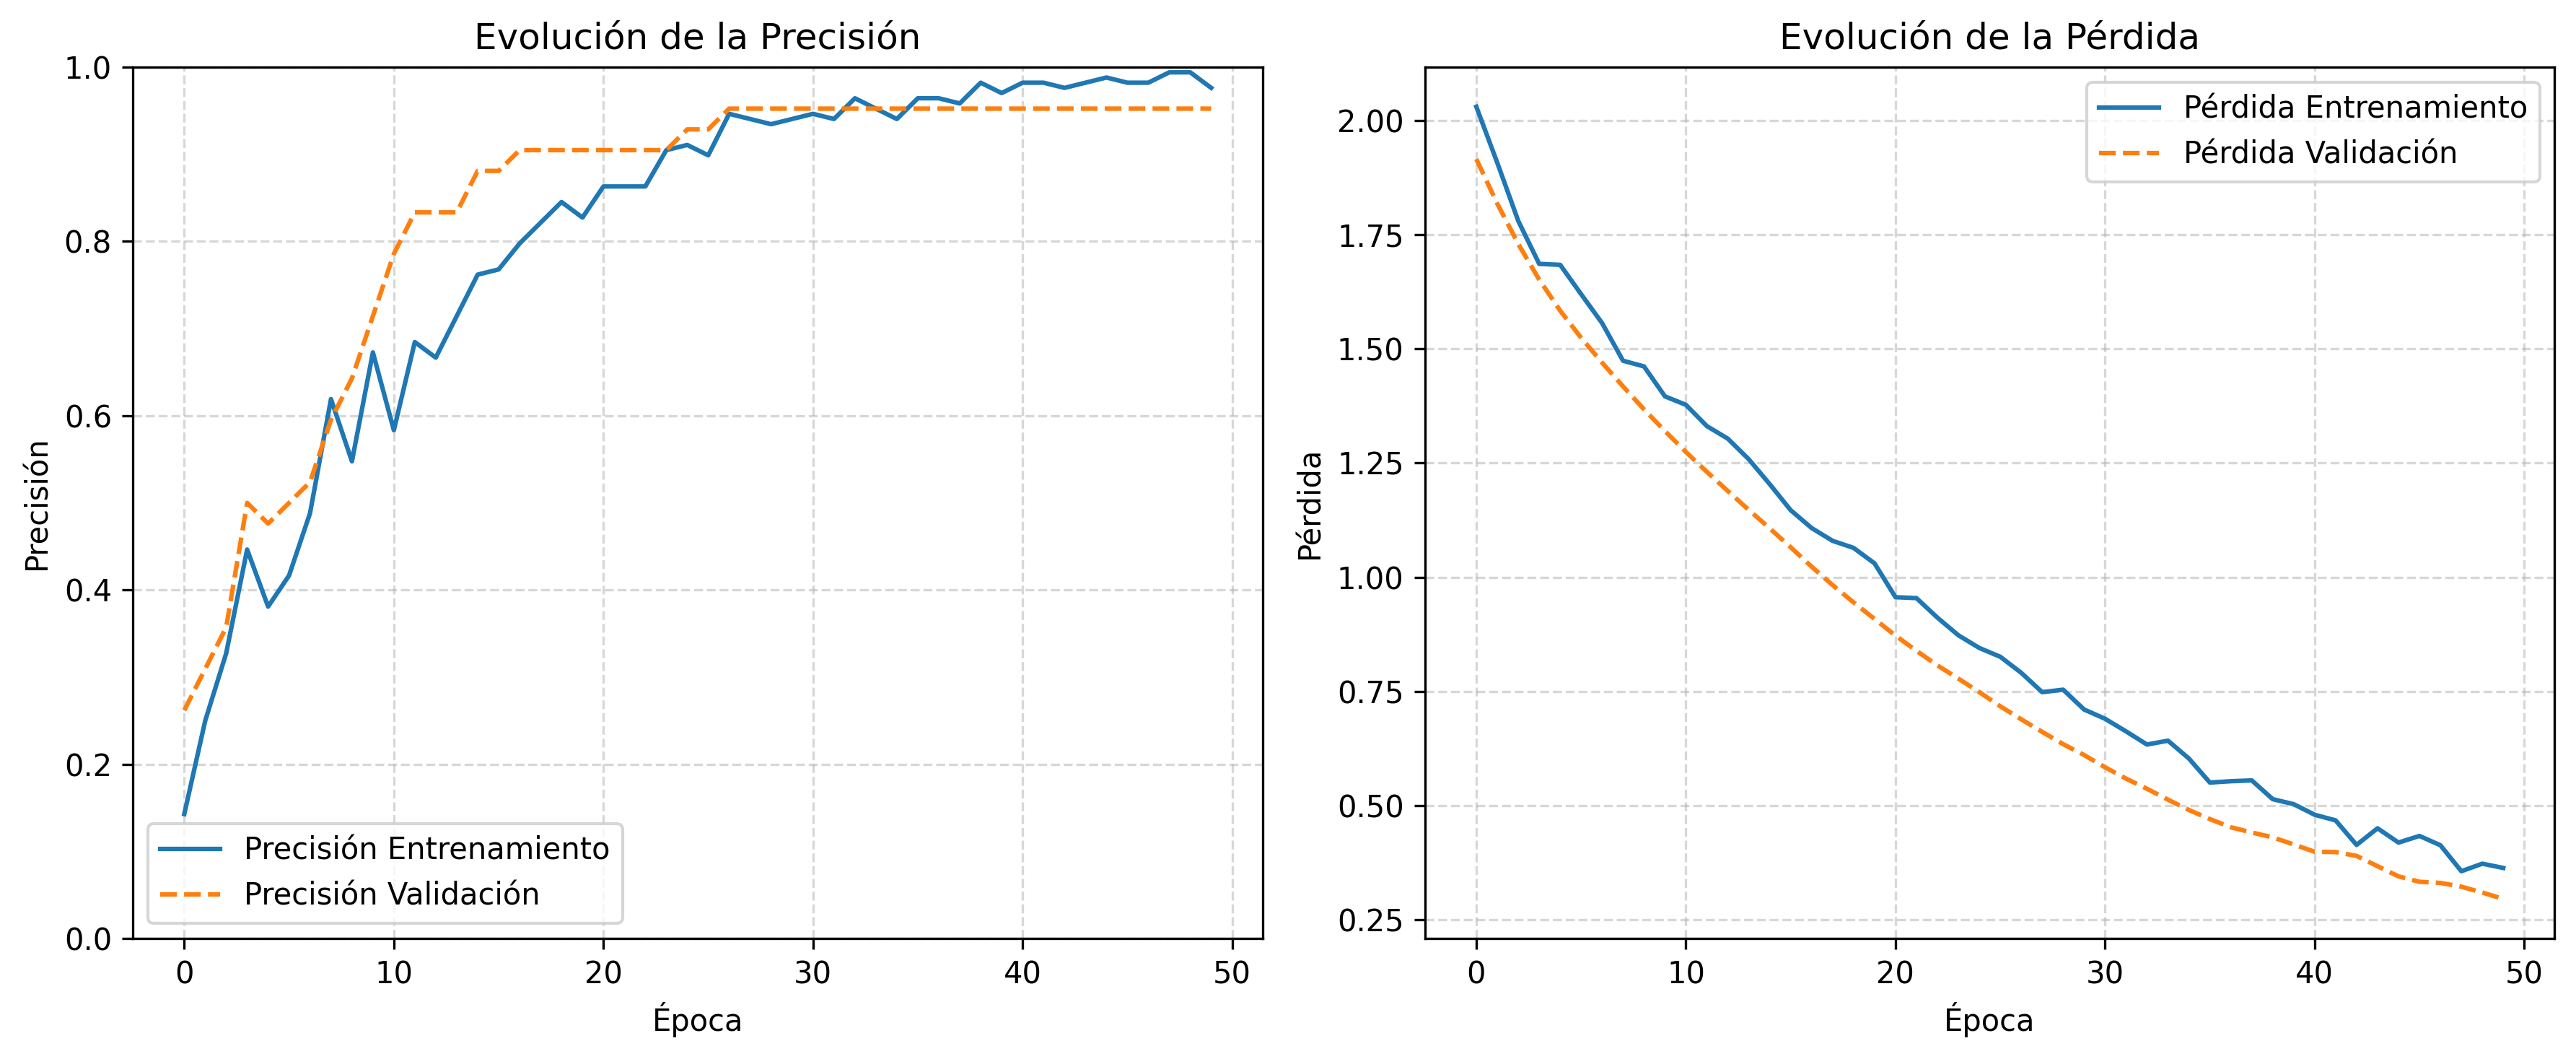 Evolución de la Precisión
1.0
0.8
0.6
0.4
0.2
0.0
Precisión
Precisión Entrenamiento
Precisión Validación
0 10 20 30 40 50
Época
Evolución de la Pérdida
2.00
1.75
1.50
1.25
1.00
0.75
0.50
0.25
Pérdida
Pérdida Entrenamiento
Pérdida Validación
0 10 20 30 40 50
Época